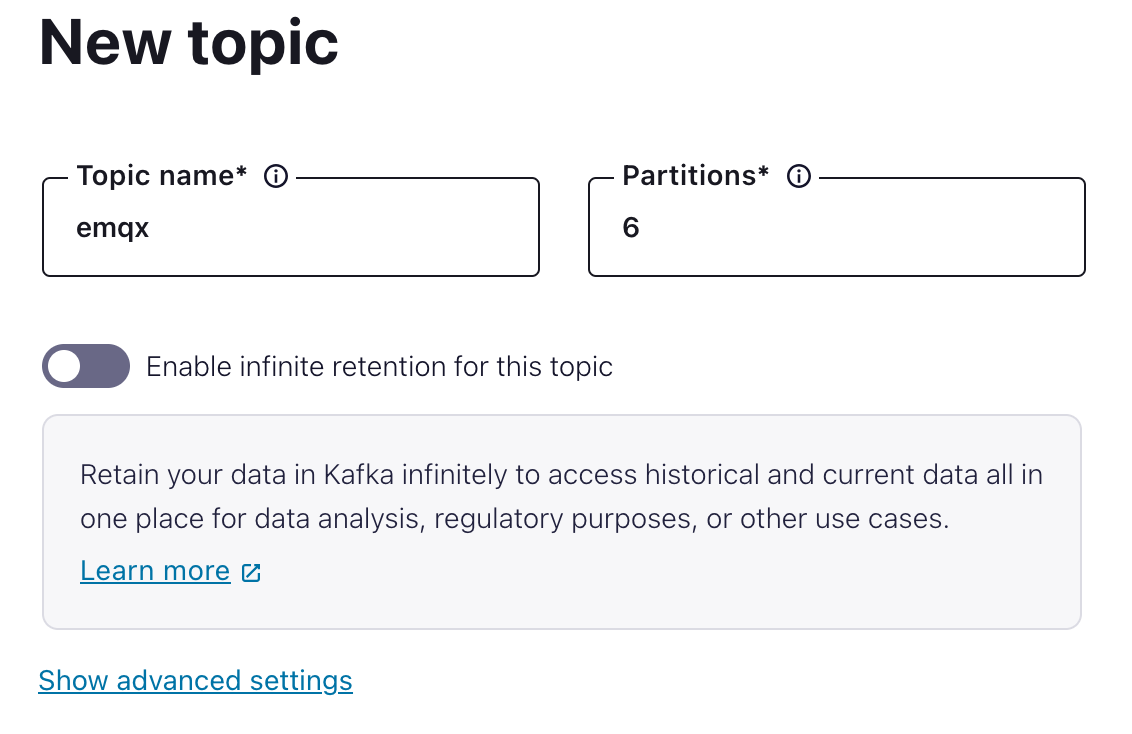 New topic
Topic name*
Partitions*
emqx
6
Enable infinite retention for this topic
Retain your data in Kafka infinitely to access historical and current data all in
one place for data analysis, regulatory purposes, or other use cases.
Learn more
Show advanced settings